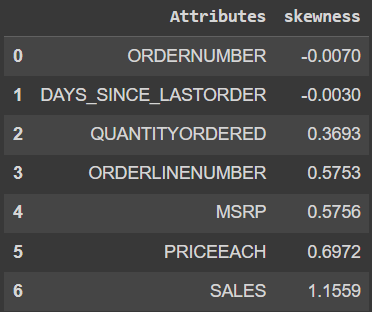 Attributes skewness
0 ORDERNUMBER -0.0070
1 DAYS_SINCE_LASTORDER -0.0030
2 QUANTITYORDERED 0.3693
3 ORDERLINENUMBER 0.5753
4 MSRP 0.5756
5 PRICEEACH 0.6972
6 SALES 1.1559